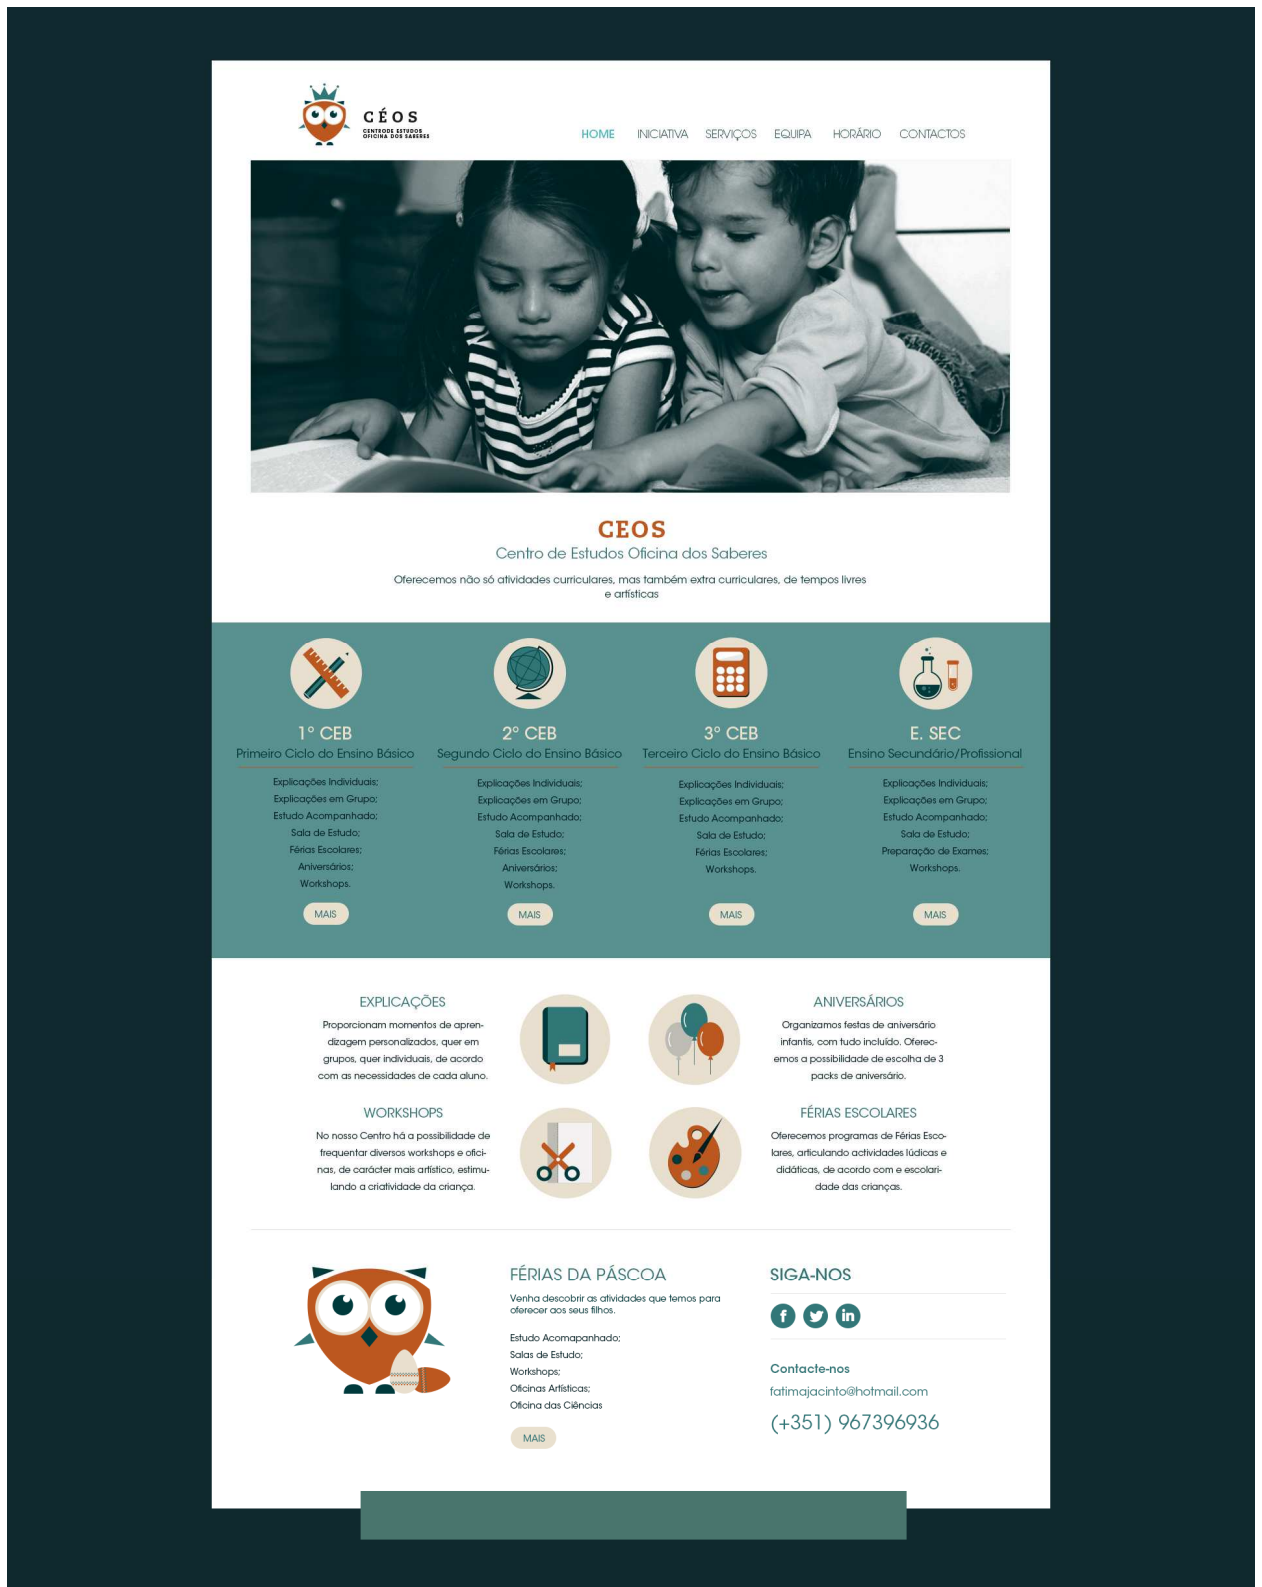 CÉOS
CENTRODE ESTUDOS
OFICINA DOS SABERES
HOME INICIATIVA SERVIÇOS EQUIPA HORÁRIO CONTACTOS
CEOS
Centro de Estudos Oficina dos Saberes
Oferecemos não só atividades curriculares, mas também extra curriculares, de tempos livres
e artísticas
1º CEB
Primeiro Ciclo do Ensino Básico
Explicações Individuais;
Explicações em Grupo;
Estudo Acompanhado;
Sala de Estudo;
Férias Escolares;
Aniversários;
Workshops.
MAIS
2º CEB
Segundo Ciclo do Ensino Básico
Explicações Individuais;
Explicações em Grupo;
Estudo Acompanhado;
Sala de Estudo;
Férias Escolares;
Aniversários;
Workshops.
MAIS
3º CEB
Terceiro Ciclo do Ensino Básico
Explicações Individuais;
Explicações em Grupo;
Estudo Acompanhado;
Sala de Estudo;
Férias Escolares;
Workshops.
MAIS
E. SEC
Ensino Secundário/Profissional
Explicações Individuais;
Explicações em Grupo;
Estudo Acompanhado;
Sala de Estudo;
Preparação de Exames;
Workshops.
MAIS
EXPLICAÇÕES
Proporcionam momentos de apren-
dizagem personalizados, quer em
grupos, quer individuais, de acordo
com as necessidades de cada aluno.
ANIVERSÁRIOS
Organizamos festas de aniversário
infantis, com tudo incluído. Oferec-
emos a possibilidade de escolha de 3
packs de aniversário.
WORKSHOPS
No nosso Centro há a possibilidade de
frequentar diversos workshops e ofici-
nas, de carácter mais artístico, estimu-
lando a criatividade da criança.
FÉRIAS ESCOLARES
Oferecemos programas de Férias Esco-
lares, articulando actividades lúdicas e
didáticas, de acordo com e escolari-
dade das crianças.
FÉRIAS DA PÁSCOA
Venha descobrir as atividades que temos para
oferecer aos seus filhos.
Estudo Acomapanhado;
Salas de Estudo;
Workshops;
Oficinas Artísticas;
Oficina das Ciências
MAIS
SIGA-NOS
f in
Contacte-nos
fatimajacinto@hotmail.com
(+351) 967396936